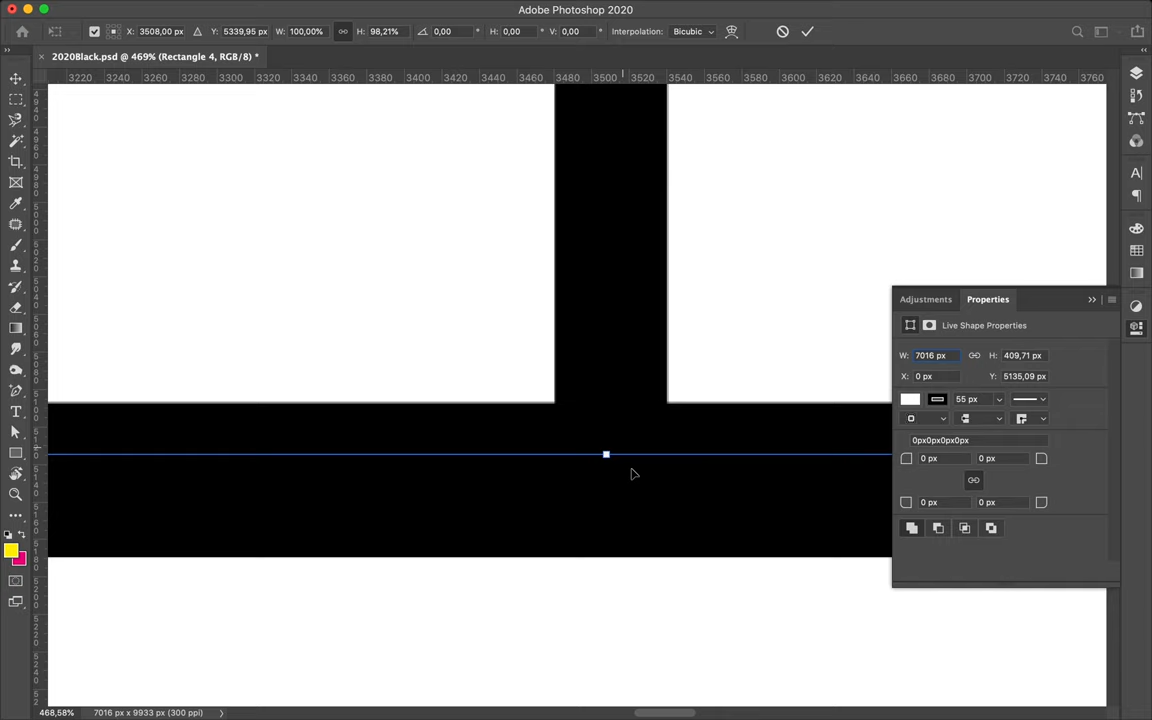 Adobe Photoshop 2020
X: 3508,00 px Y: 5339,95 px W: 100,00% H: 98,21% 0,00 ° H: 0,00 ° V: 0,00 ° Interpolation: Bicubic
2020Black.psd @ 469% (Rectangle 4, RGB/8) *
3220 3240 3260 3280 3300 3320 3340 3360 3380 3400 3420 3440 3460 3480 3500 3520 3540 3560 3580 3600 3620 3640 3660 3680 3700 3720 3740 3760
Adjustments Properties
Live Shape Properties
W: 7016 px H: 409,71 px
X: 0 px Y: 5135,09 px
55 px
0px0px0px0px
0 px 0 px
0 px 0 px
468,58% 7016 px x 9933 px (300 ppi)